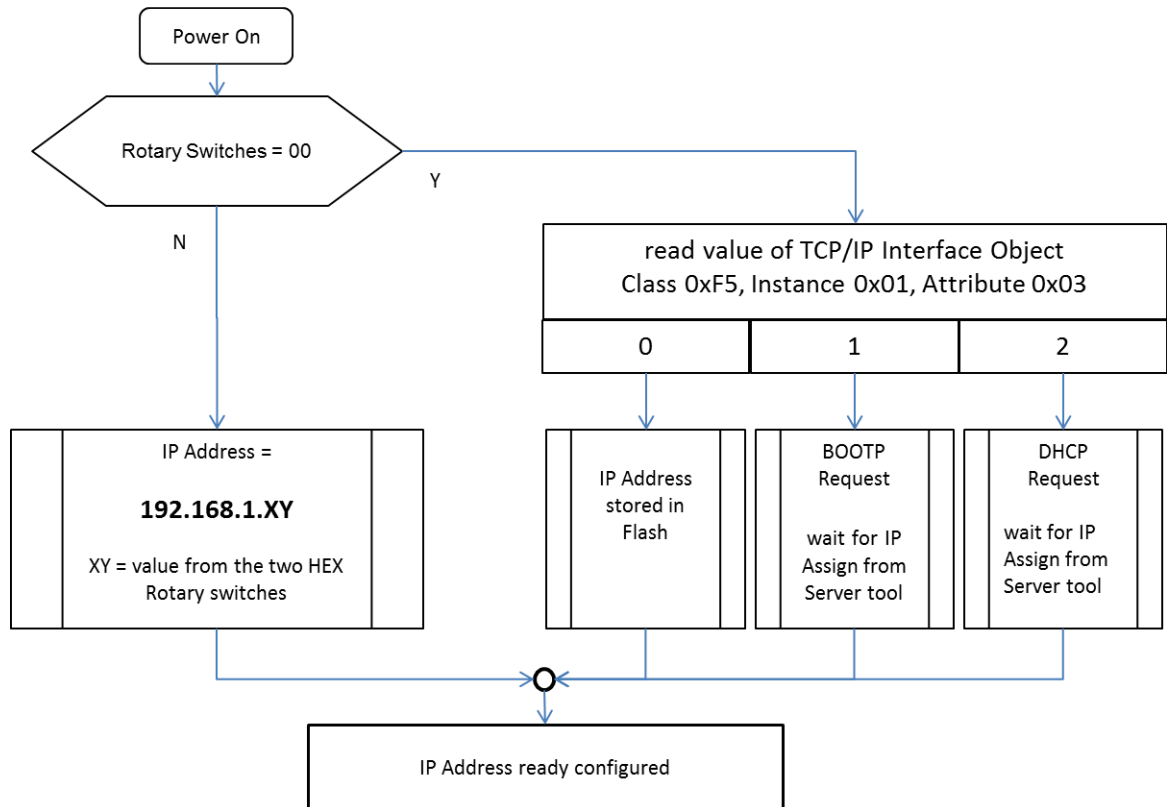 Power On
Rotary Switches = 00
Y
N
read value of TCP/IP Interface Object
Class 0xF5, Instance 0x01, Attribute 0x03
0
1
2
IP Address =
192.168.1.XY
XY = value from the two HEX
Rotary switches
IP Address
stored in
Flash
BOOTP
Request
wait for IP
Assign from
Server tool
DHCP
Request
wait for IP
Assign from
Server tool
IP Address ready configured